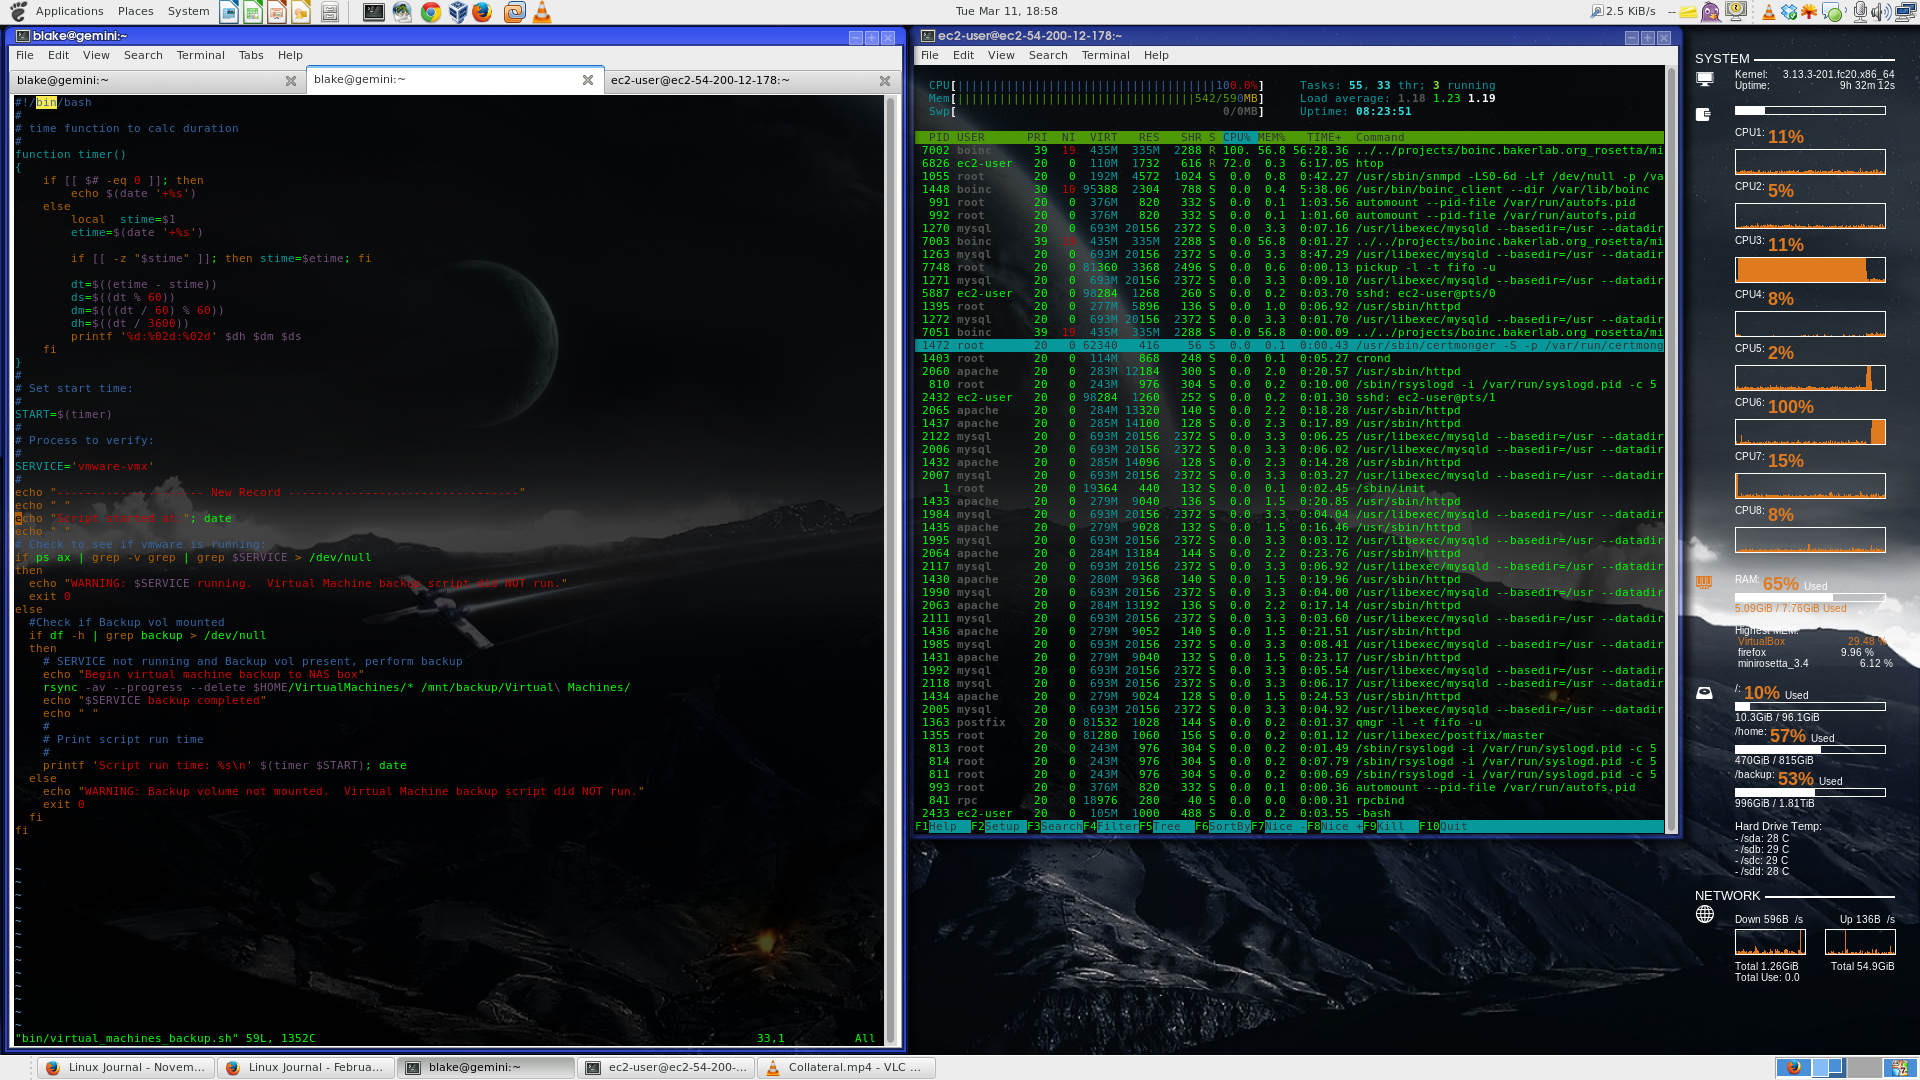 Applications Places System
Tue Mar 11, 18:58
2.5 KiB/s --
blake@gemini:~
File Edit View Search Terminal Tabs Help
blake@gemini:~
blake@gemini:~
ec2-user@ec2-54-200-12-178:~
#!/bin/bash
#
# time function to calc duration
#
function timer()
{
if [[ $# -eq 0 ]]; then
echo $(date '+%s')
else
local  stime=$1
etime=$(date '+%s')
if [[ -z "$stime" ]]; then stime=$etime; fi
dt=$((etime - stime))
ds=$((dt % 60))
dm=$(((dt / 60) % 60))
dh=$((dt / 3600))
printf '%d:%02d:%02d' $dh $dm $ds
fi
}
#
# Set start time:
#
START=$(timer)
#
# Process to verify:
#
SERVICE='vmware-vmx'
#
echo "--------------------- New Record ---------------------------------"
echo " "
echo "Script started at "; date
echo " "
# Check to see if vmware is running:
if ps ax | grep -v grep | grep $SERVICE > /dev/null
then
echo "WARNING: $SERVICE running.  Virtual Machine backup script did NOT run."
exit 0
else
#Check if Backup vol mounted
if df -h | grep backup > /dev/null
then
# SERVICE not running and Backup vol present, perform backup
echo "Begin virtual machine backup to NAS box"
rsync -av --progress --delete $HOME/VirtualMachines/* /mnt/backup/Virtual\ Machines/
echo "$SERVICE backup completed"
echo " "
#
# Print script run time
#
printf 'Script run time: %s\n' $(timer $START); date
else
echo "WARNING: Backup volume not mounted.  Virtual Machine backup script did NOT run."
exit 0
fi
fi
~
~
~
~
~
~
~
~
~
~
~
~
~
"bin/virtual_machines_backup.sh" 59L, 1352C 33,1 All
ec2-user@ec2-54-200-12-178:~
File Edit View Search Terminal Help
CPU[100.0%] Tasks: 55, 33 thr; 3 running
Mem[542/590MB] Load average: 1.18 1.23 1.19
Swp[0/0MB] Uptime: 08:23:51
PID USER PRI NI VIRT RES SHR S CPU% MEM% TIME+ Command
7002 boinc 39 19 435M 335M 2288 R 100. 56.8 56:28.36 ../../projects/boinc.bakerlab.org_rosetta/mi
6826 ec2-user 20 0 110M 1732 616 R 72.0 0.3 6:17.05 htop
1055 root 20 0 192M 4572 1024 S 0.0 0.8 0:42.27 /usr/sbin/snmpd -LS0-6d -Lf /dev/null -p /va
1448 boinc 30 10 95388 2304 788 S 0.0 0.4 5:38.06 /usr/bin/boinc_client --dir /var/lib/boinc
991 root 20 0 376M 820 332 S 0.0 0.1 1:03.56 automount --pid-file /var/run/autofs.pid
992 root 20 0 376M 820 332 S 0.0 0.1 1:01.60 automount --pid-file /var/run/autofs.pid
1270 mysql 20 0 693M 20156 2372 S 0.0 3.3 0:07.16 /usr/libexec/mysqld --basedir=/usr --datadir
7003 boinc 39 19 435M 335M 2288 S 0.0 56.8 0:01.27 ../../projects/boinc.bakerlab.org_rosetta/mi
1263 mysql 20 0 693M 20156 2372 S 0.0 3.3 8:47.29 /usr/libexec/mysqld --basedir=/usr --datadir
7748 root 20 0 81360 3368 2496 S 0.0 0.6 0:00.13 pickup -l -t fifo -u
1271 mysql 20 0 693M 20156 2372 S 0.0 3.3 0:09.10 /usr/libexec/mysqld --basedir=/usr --datadir
5887 ec2-user 20 0 98284 1268 260 S 0.0 0.2 0:03.70 sshd: ec2-user@pts/0
1395 root 20 0 277M 5896 136 S 0.0 1.0 0:06.92 /usr/sbin/httpd
1272 mysql 20 0 693M 20156 2372 S 0.0 3.3 0:01.70 /usr/libexec/mysqld --basedir=/usr --datadir
7051 boinc 39 19 435M 335M 2288 S 0.0 56.8 0:00.09 ../../projects/boinc.bakerlab.org_rosetta/mi
1472 root 20 0 62340 416 56 S 0.0 0.1 0:00.43 /usr/sbin/certmonger -S -p /var/run/certmong
1403 root 20 0 114M 868 248 S 0.0 0.1 0:05.27 crond
2060 apache 20 0 283M 12184 300 S 0.0 2.0 0:20.57 /usr/sbin/httpd
810 root 20 0 243M 976 304 S 0.0 0.2 0:10.00 /sbin/rsyslogd -i /var/run/syslogd.pid -c 5
2432 ec2-user 20 0 98284 1260 252 S 0.0 0.2 0:01.30 sshd: ec2-user@pts/1
2065 apache 20 0 284M 13320 140 S 0.0 2.2 0:18.28 /usr/sbin/httpd
1437 apache 20 0 285M 14100 128 S 0.0 2.3 0:17.89 /usr/sbin/httpd
2122 mysql 20 0 693M 20156 2372 S 0.0 3.3 0:06.25 /usr/libexec/mysqld --basedir=/usr --datadir
2006 mysql 20 0 693M 20156 2372 S 0.0 3.3 0:06.02 /usr/libexec/mysqld --basedir=/usr --datadir
1432 apache 20 0 285M 14096 128 S 0.0 2.3 0:14.28 /usr/sbin/httpd
2007 mysql 20 0 693M 20156 2372 S 0.0 3.3 0:03.27 /usr/libexec/mysqld --basedir=/usr --datadir
1 root 20 0 19364 440 132 S 0.0 0.1 0:02.45 /sbin/init
1433 apache 20 0 279M 9040 136 S 0.0 1.5 0:20.85 /usr/sbin/httpd
1984 mysql 20 0 693M 20156 2372 S 0.0 3.3 0:04.04 /usr/libexec/mysqld --basedir=/usr --datadir
1435 apache 20 0 279M 9028 132 S 0.0 1.5 0:16.46 /usr/sbin/httpd
1995 mysql 20 0 693M 20156 2372 S 0.0 3.3 0:03.12 /usr/libexec/mysqld --basedir=/usr --datadir
2064 apache 20 0 284M 13184 144 S 0.0 2.2 0:23.76 /usr/sbin/httpd
2117 mysql 20 0 693M 20156 2372 S 0.0 3.3 0:06.92 /usr/libexec/mysqld --basedir=/usr --datadir
1430 apache 20 0 280M 9368 140 S 0.0 1.5 0:19.96 /usr/sbin/httpd
1990 mysql 20 0 693M 20156 2372 S 0.0 3.3 0:04.00 /usr/libexec/mysqld --basedir=/usr --datadir
2063 apache 20 0 284M 13192 136 S 0.0 2.2 0:17.14 /usr/sbin/httpd
2111 mysql 20 0 693M 20156 2372 S 0.0 3.3 0:03.60 /usr/libexec/mysqld --basedir=/usr --datadir
1436 apache 20 0 279M 9052 140 S 0.0 1.5 0:21.51 /usr/sbin/httpd
1985 mysql 20 0 693M 20156 2372 S 0.0 3.3 0:08.41 /usr/libexec/mysqld --basedir=/usr --datadir
1431 apache 20 0 279M 9040 132 S 0.0 1.5 0:23.17 /usr/sbin/httpd
1992 mysql 20 0 693M 20156 2372 S 0.0 3.3 0:05.54 /usr/libexec/mysqld --basedir=/usr --datadir
2118 mysql 20 0 693M 20156 2372 S 0.0 3.3 0:06.17 /usr/libexec/mysqld --basedir=/usr --datadir
1434 apache 20 0 279M 9024 128 S 0.0 1.5 0:24.53 /usr/sbin/httpd
2005 mysql 20 0 693M 20156 2372 S 0.0 3.3 0:04.92 /usr/libexec/mysqld --basedir=/usr --datadir
1363 postfix 20 0 81532 1028 144 S 0.0 0.2 0:01.37 qmgr -l -t fifo -u
1355 root 20 0 81280 1060 156 S 0.0 0.2 0:01.12 /usr/libexec/postfix/master
813 root 20 0 243M 976 304 S 0.0 0.2 0:01.49 /sbin/rsyslogd -i /var/run/syslogd.pid -c 5
814 root 20 0 243M 976 304 S 0.0 0.2 0:07.79 /sbin/rsyslogd -i /var/run/syslogd.pid -c 5
811 root 20 0 243M 976 304 S 0.0 0.2 0:00.69 /sbin/rsyslogd -i /var/run/syslogd.pid -c 5
993 root 20 0 376M 820 332 S 0.0 0.1 0:00.36 automount --pid-file /var/run/autofs.pid
841 rpc 20 0 18976 280 40 S 0.0 0.0 0:00.31 rpcbind
2433 ec2-user 20 0 105M 1000 488 S 0.0 0.2 0:03.55 -bash
F1Help F2Setup F3SearchF4FilterF5Tree F6SortByF7Nice -F8Nice +F9Kill F10Quit
SYSTEM
Kernel: 3.13.3-201.fc20.x86_64
Uptime: 9h 32m 12s
CPU1: 11%
CPU2: 5%
CPU3: 11%
CPU4: 8%
CPU5: 2%
CPU6: 100%
CPU7: 15%
CPU8: 8%
RAM: 65% Used
5.09GiB / 7.76GiB Used
Highest MEM:
VirtualBox 29.48 %
firefox 9.96 %
minirosetta_3.4 6.12 %
/: 10% Used
10.3GiB / 96.1GiB
/home: 57% Used
470GiB / 815GiB
/backup: 53% Used
996GiB / 1.81TiB
Hard Drive Temp:
- /sda: 28 C
- /sdb: 29 C
- /sdc: 29 C
- /sdd: 28 C
NETWORK
Down 596B /s Up 136B /s
Total 1.26GiB Total 54.9GiB
Total Use: 0.0
Linux Journal - Novem...
Linux Journal - Februa...
blake@gemini:~
ec2-user@ec2-54-200-...
Collateral.mp4 - VLC ...